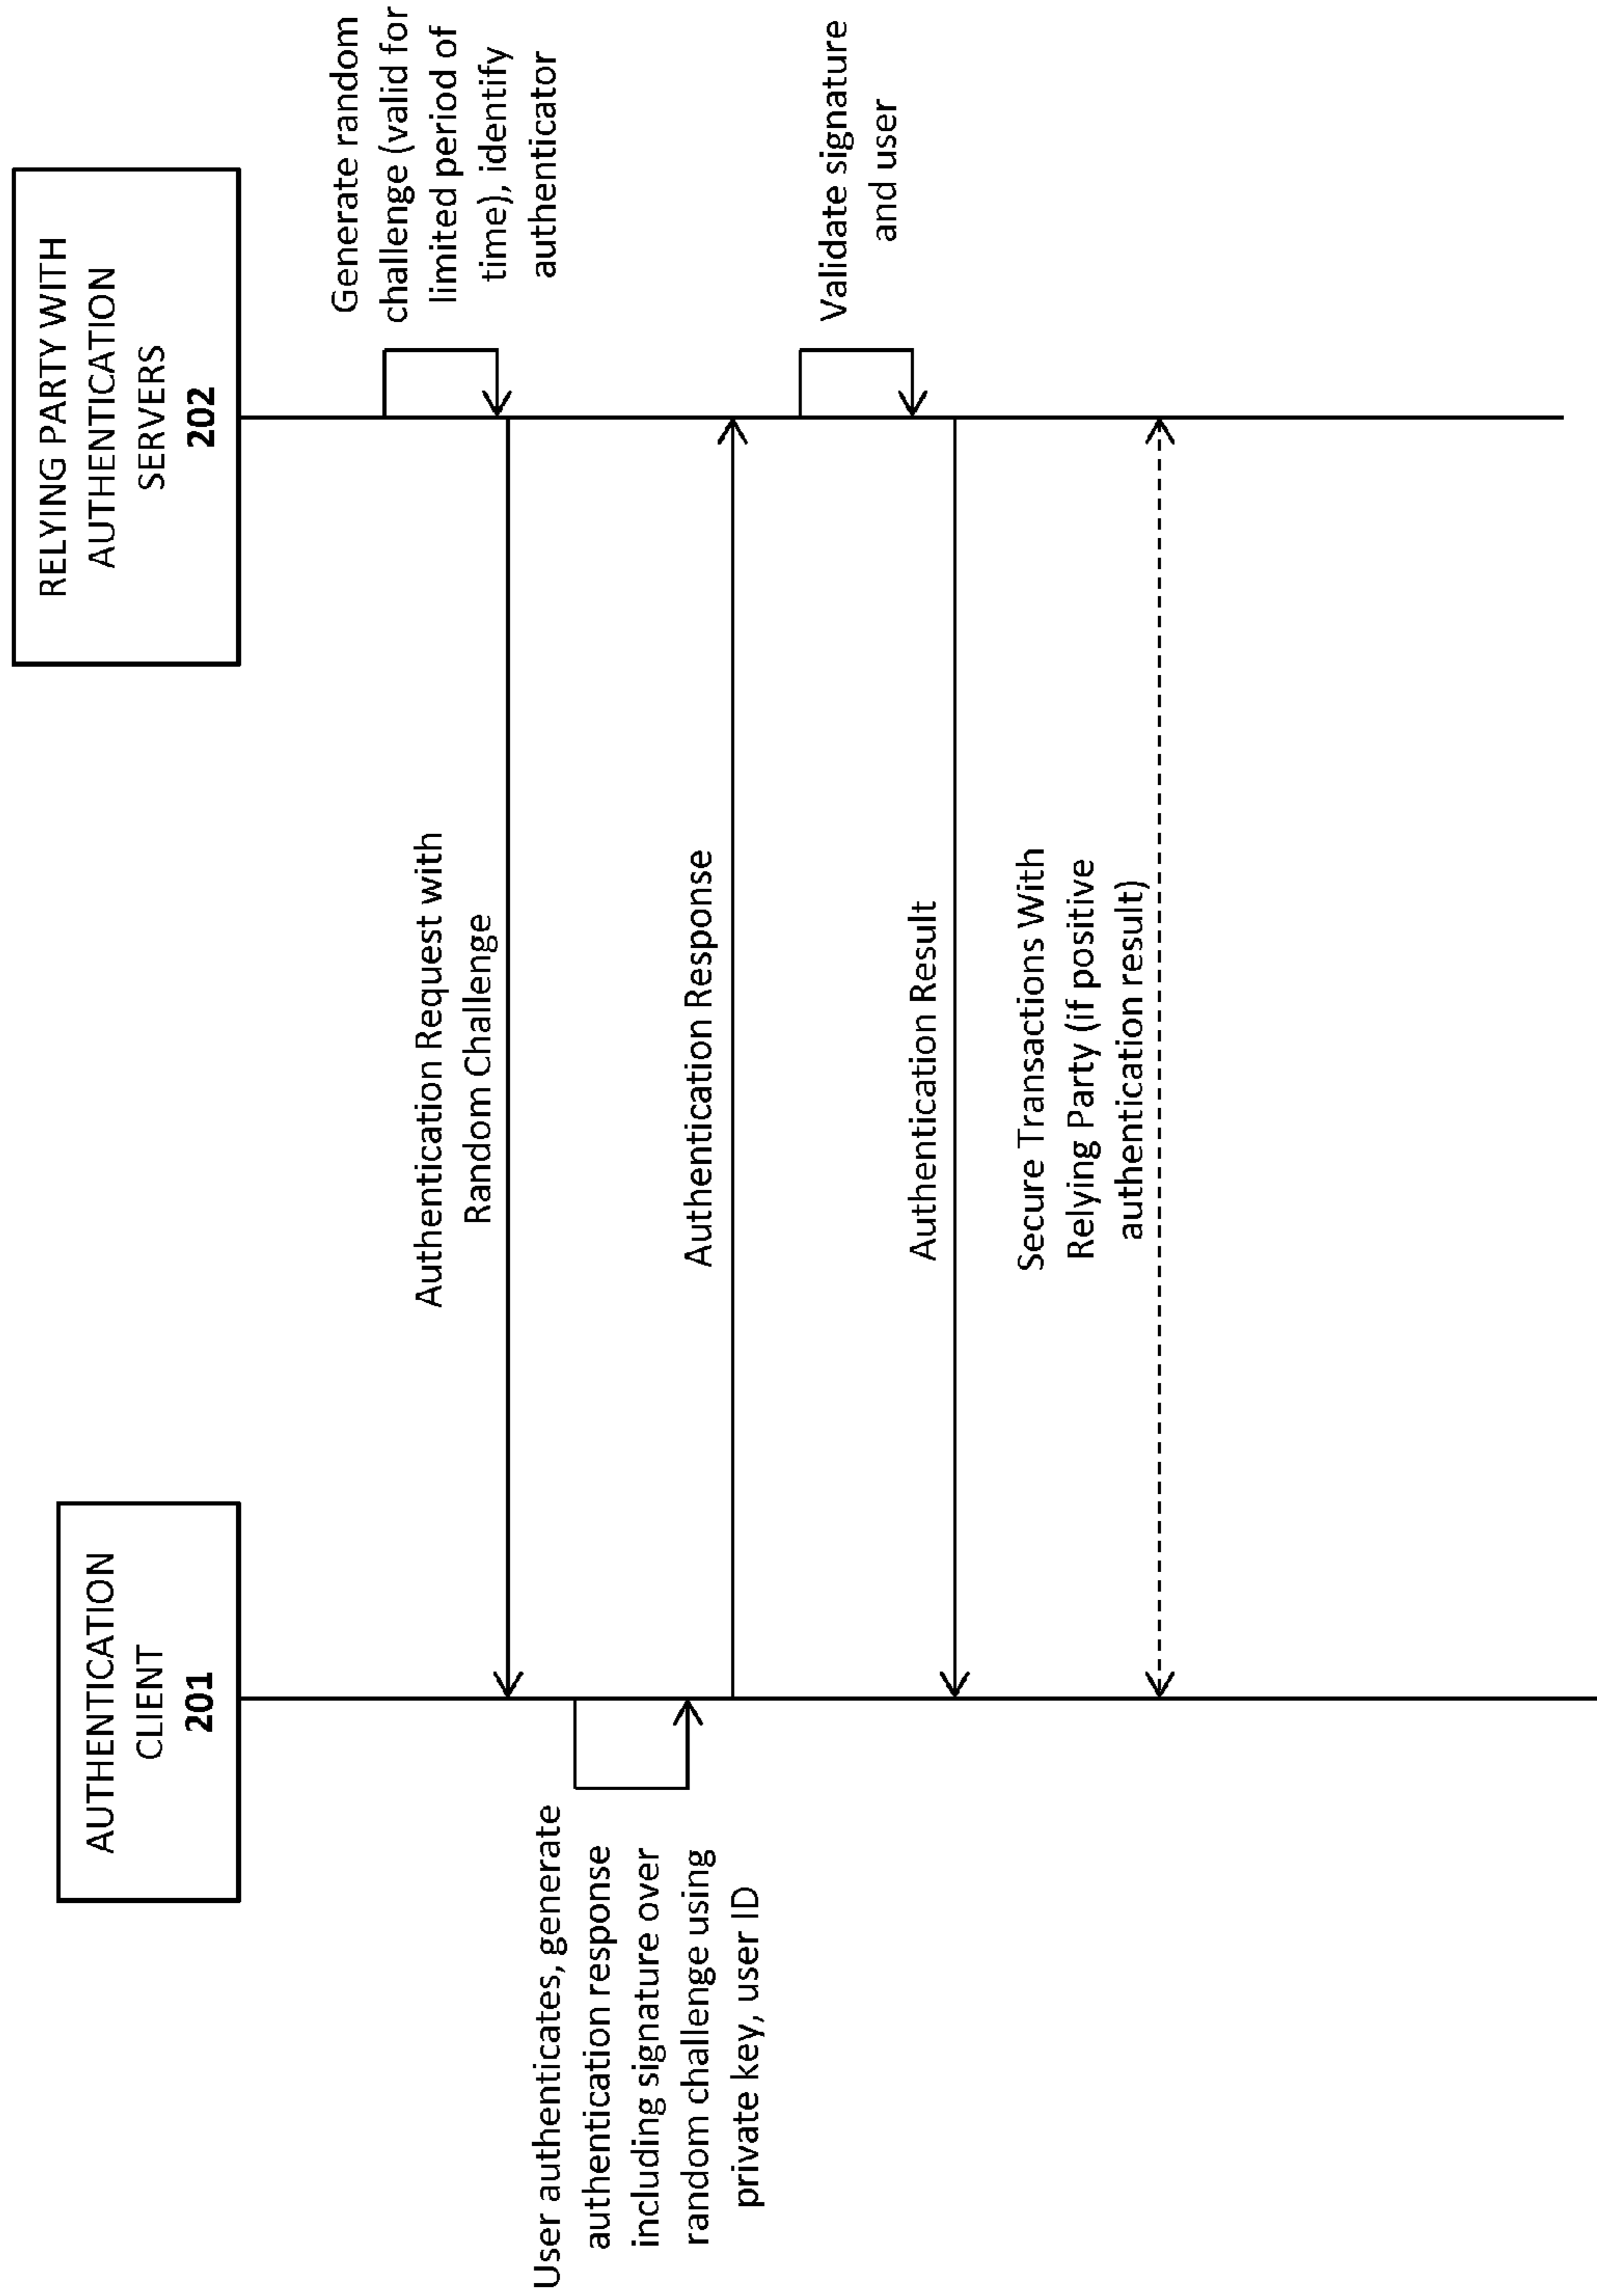 AUTHENTICATION
CLIENT
201
RELYING PARTY WITH
AUTHENTICATION
SERVERS
202
Generate random
challenge (valid for
limited period of
time), identify
authenticator
Authentication Request with
Random Challenge
User authenticates, generate
authentication response
including signature over
random challenge using
private key, user ID
Authentication Response
Validate signature
and user
Authentication Result
Secure Transactions With
Relying Party (if positive
authentication result)